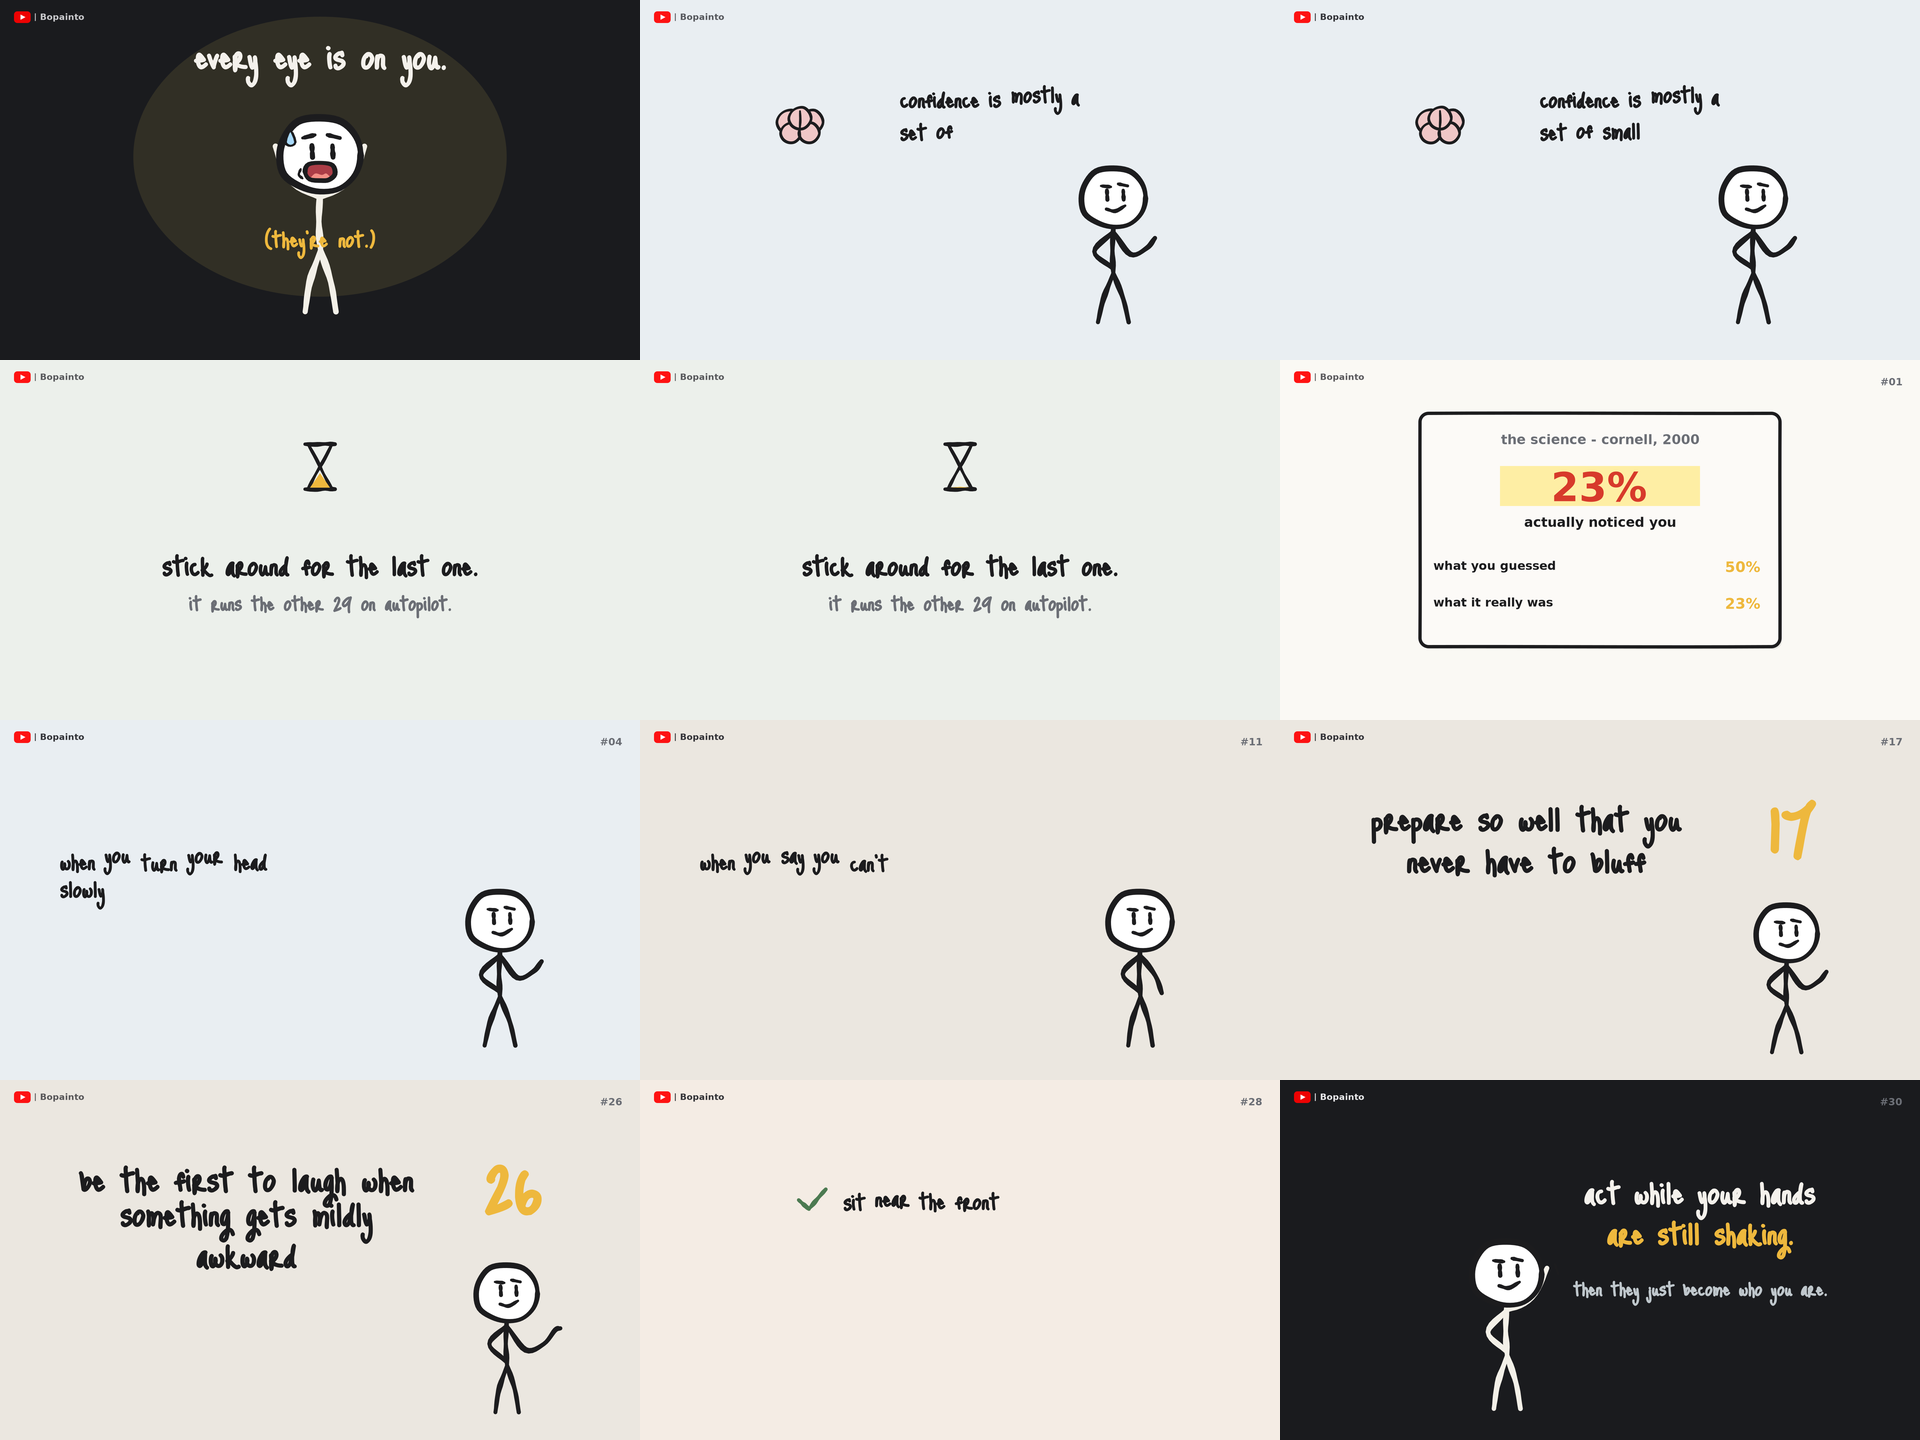 | Bopainto
every eye is on you.
(they're not.)
| Bopainto
confidence is mostly a
set of
| Bopainto
confidence is mostly a
set of small
| Bopainto
stick around for the last one.
it runs the other 29 on autopilot.
| Bopainto
stick around for the last one.
it runs the other 29 on autopilot.
| Bopainto
#01
the science - cornell, 2000
23%
actually noticed you
what you guessed 50%
what it really was 23%
| Bopainto
#04
when you turn your head
slowly
| Bopainto
#11
when you say you can't
| Bopainto
#17
prepare so well that you
never have to bluff
17
| Bopainto
#26
be the first to laugh when
something gets mildly
awkward
26
| Bopainto
#28
sit near the front
| Bopainto
#30
act while your hands
are still shaking.
then they just become who you are.